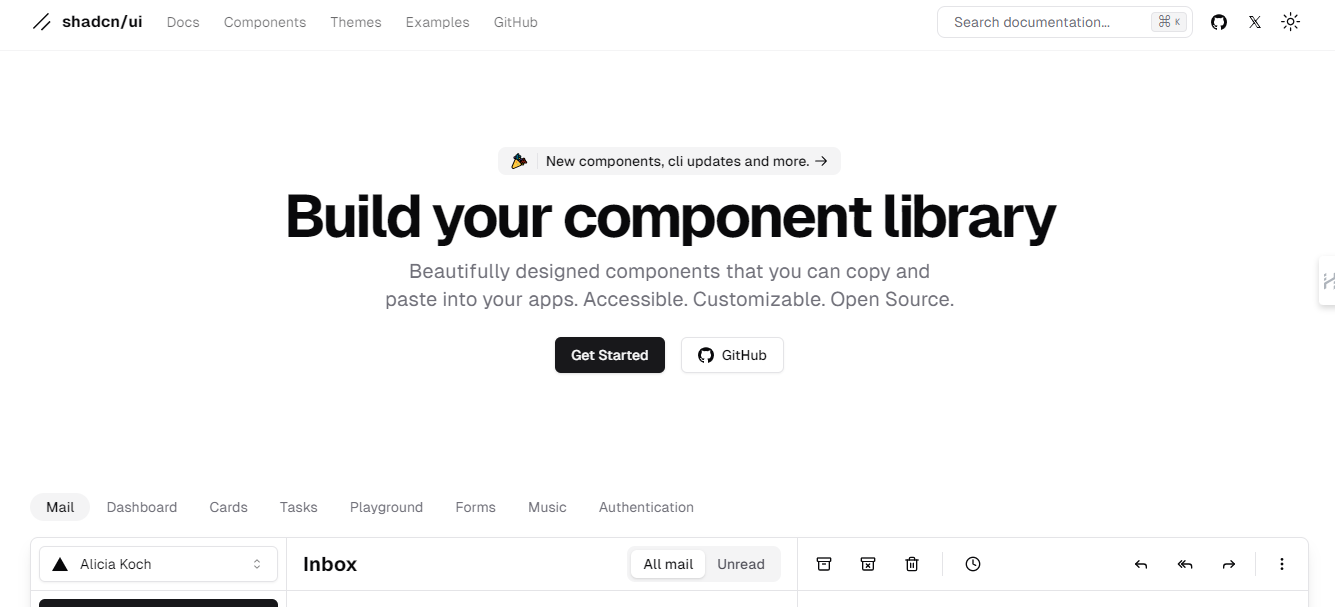 shadcn/ui Docs Components Themes Examples GitHub Search documentation... ⌘ K
New components, cli updates and more. →
Build your component library
Beautifully designed components that you can copy and
paste into your apps. Accessible. Customizable. Open Source.
Get Started GitHub
Mail Dashboard Cards Tasks Playground Forms Music Authentication
Alicia Koch Inbox All mail Unread